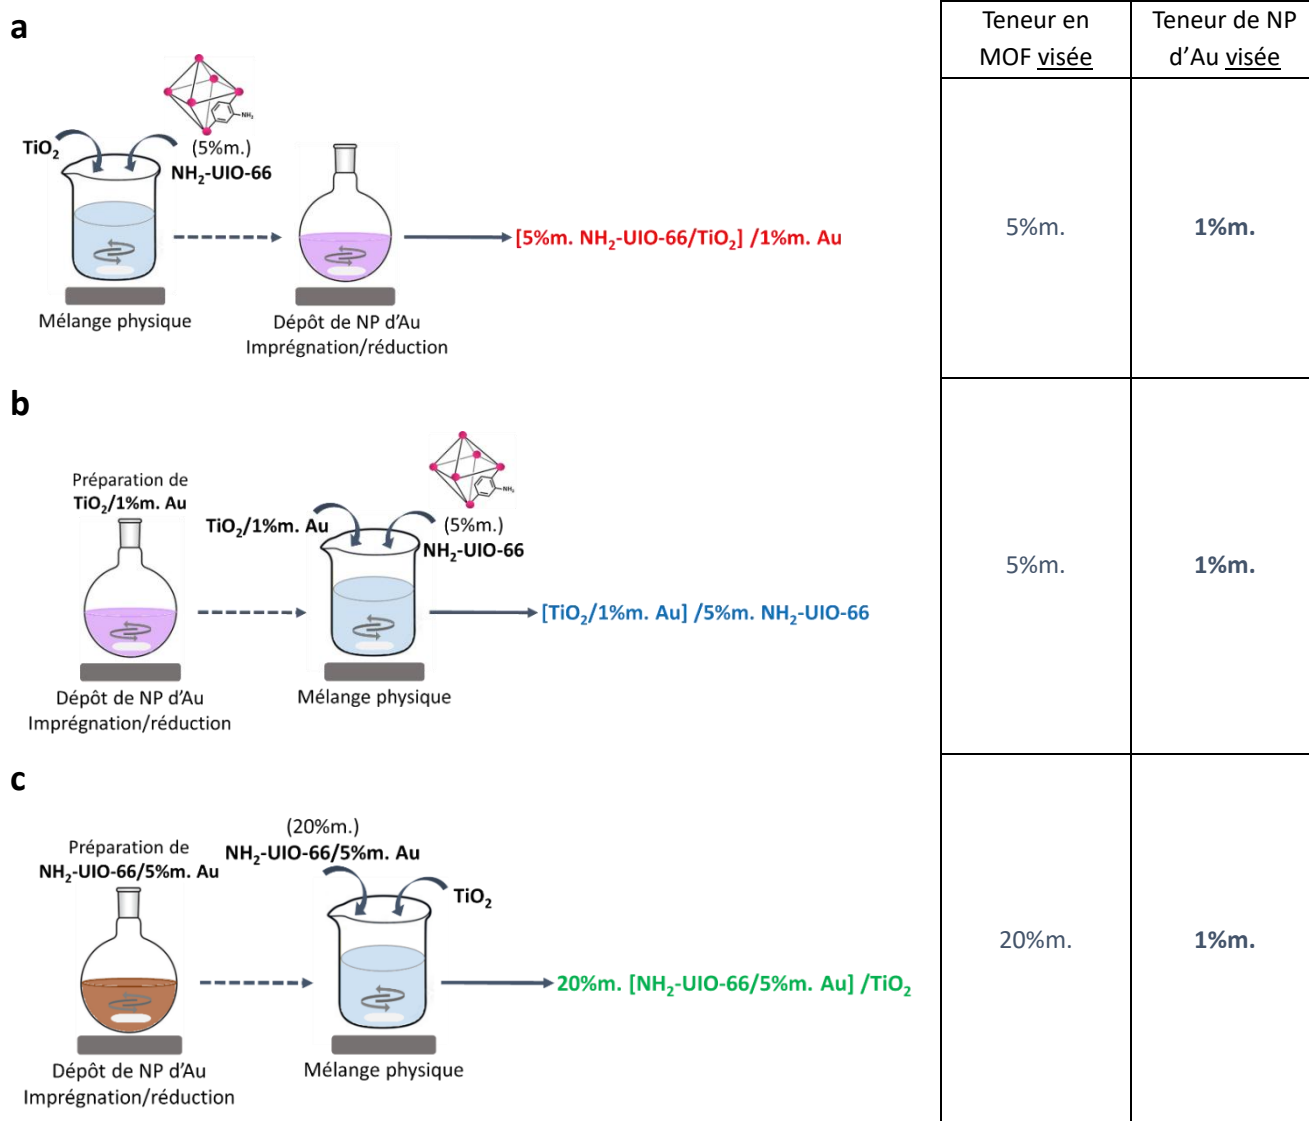 a
Teneur en
MOF visée
Teneur de NP
d’Au visée
NH₂
TiO₂
(5%m.)
NH₂-UIO-66
[5%m. NH₂-UIO-66/TiO₂] /1%m. Au
5%m.
1%m.
Mélange physique
Dépôt de NP d’Au
Imprégnation/réduction
b
Préparation de
TiO₂/1%m. Au
NH₂
TiO₂/1%m. Au
(5%m.)
NH₂-UIO-66
[TiO₂/1%m. Au] /5%m. NH₂-UIO-66
5%m.
1%m.
Dépôt de NP d’Au
Imprégnation/réduction
Mélange physique
c
Préparation de
NH₂-UIO-66/5%m. Au
(20%m.)
NH₂-UIO-66/5%m. Au
TiO₂
20%m. [NH₂-UIO-66/5%m. Au] /TiO₂
20%m.
1%m.
Dépôt de NP d’Au
Imprégnation/réduction
Mélange physique